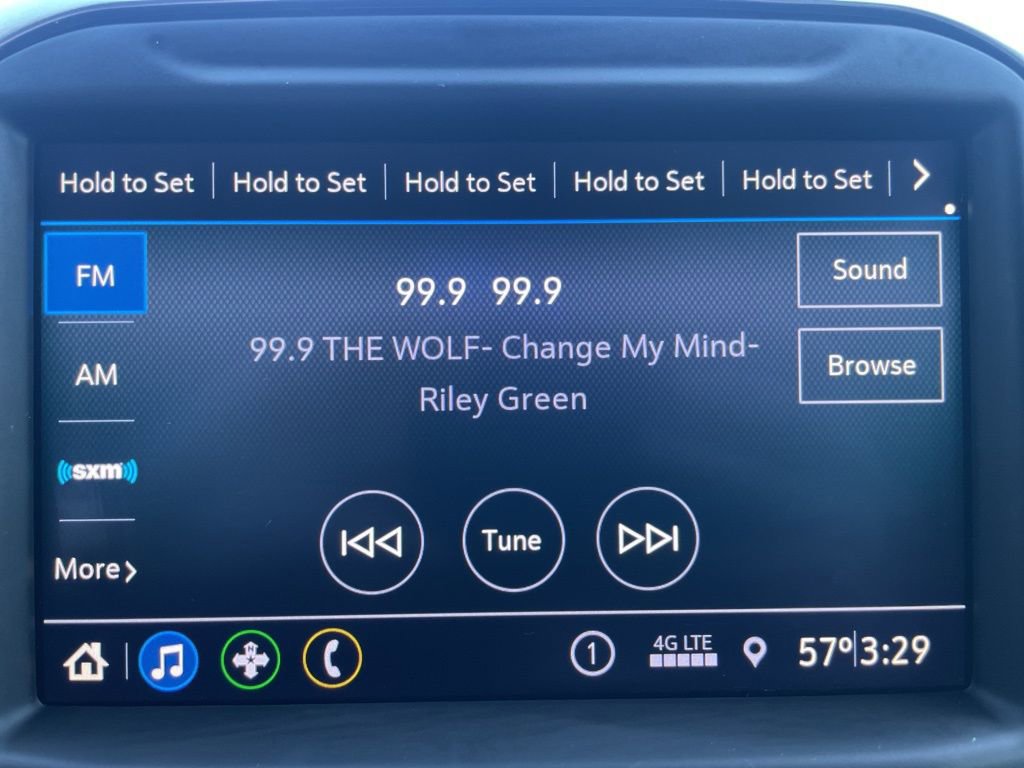 Hold to Set Hold to Set Hold to Set Hold to Set Hold to Set
FM
99.9 99.9
Sound
99.9 THE WOLF- Change My Mind-
Riley Green
AM
Browse
sxm
Tune
More
N
1
4G LTE
57° 3:29